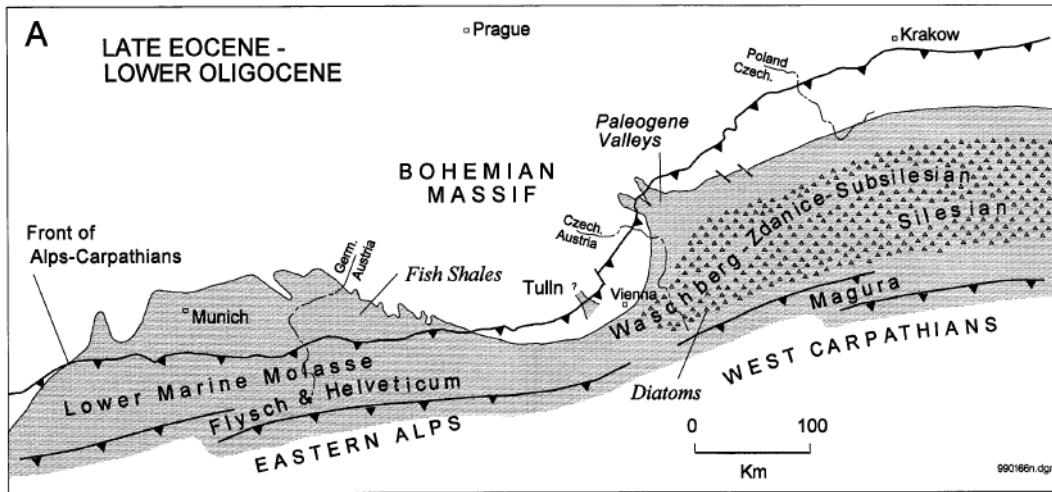 A
LATE EOCENE -
LOWER OLIGOCENE
Prague
Krakow
Poland
Czech.
Paleogene
Valleys
BOHEMIAN
MASSIF
Zdanice-Subsilesian
Silesian
Front of
Alps-Carpathians
Germ.
Austria
Fish Shales
Czech.
Austria
Tulln ?
Vienna
Waschberg
Munich
Magura
Lower Marine Molasse
Flysch & Helveticum
EASTERN ALPS
WEST CARPATHIANS
Diatoms
0 100
Km
990166n.dgn